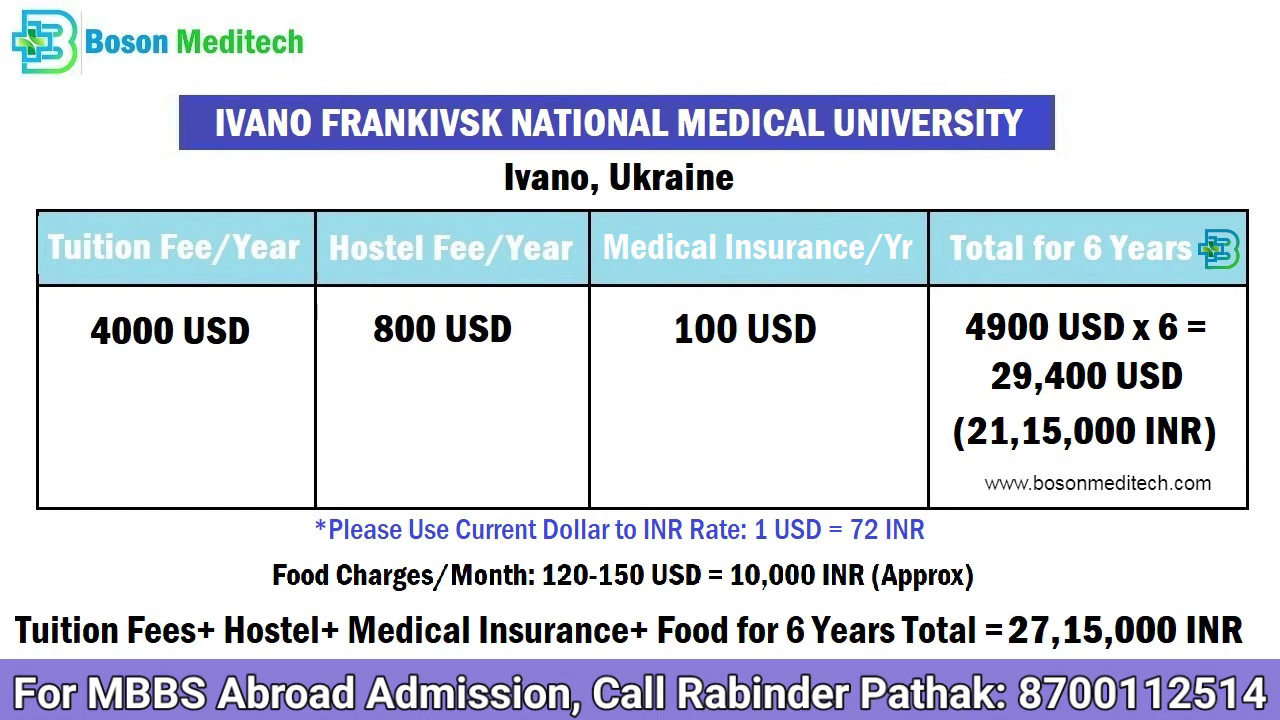 Boson Meditech
IVANO FRANKIVSK NATIONAL MEDICAL UNIVERSITY
Ivano, Ukraine
Tuition Fee/Year
Hostel Fee/Year
Medical Insurance/Yr
Total for 6 Years
4000 USD
800 USD
100 USD
4900 USD x 6 =
29,400 USD
(21,15,000 INR)
www.bosonmeditech.com
*Please Use Current Dollar to INR Rate: 1 USD = 72 INR
Food Charges/Month: 120-150 USD = 10,000 INR (Approx)
Tuition Fees+ Hostel+ Medical Insurance+ Food for 6 Years Total = 27,15,000 INR
For MBBS Abroad Admission, Call Rabinder Pathak: 8700112514